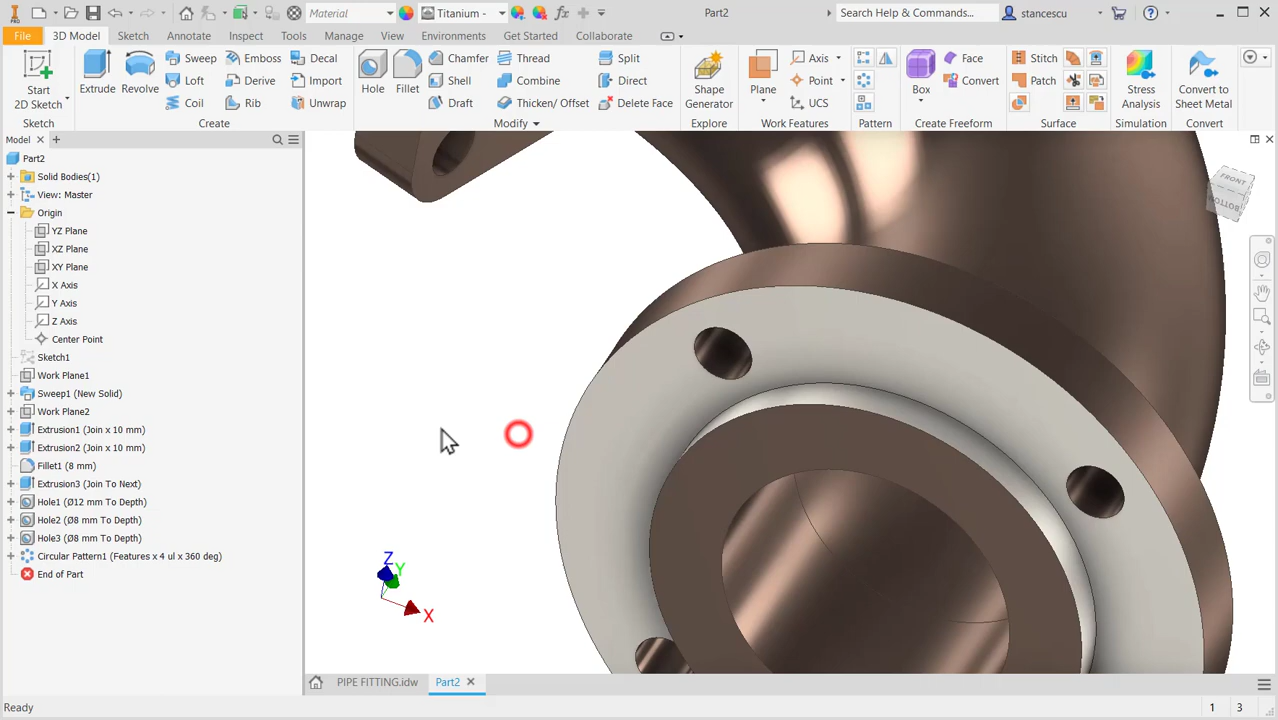 Material
Titanium -
Part2
Search Help & Commands...
stancescu
PRO
File
3D Model
Sketch
Annotate
Inspect
Tools
Manage
View
Environments
Get Started
Collaborate
Start
2D Sketch
Extrude
Revolve
Sweep
Loft
Coil
Emboss
Derive
Rib
Decal
Import
Unwrap
Hole
Fillet
Chamfer
Shell
Draft
Thread
Combine
Thicken/ Offset
Split
Direct
Delete Face
Shape
Generator
Plane
Axis
Point
UCS
Box
Face
Convert
Stitch
Patch
Stress
Analysis
Convert to
Sheet Metal
Sketch
Create
Modify
Explore
Work Features
Pattern
Create Freeform
Surface
Simulation
Convert
Model
Part2
Solid Bodies(1)
View: Master
Origin
YZ Plane
XZ Plane
XY Plane
X Axis
Y Axis
Z Axis
Center Point
Sketch1
Work Plane1
Sweep1 (New Solid)
Work Plane2
Extrusion1 (Join x 10 mm)
Extrusion2 (Join x 10 mm)
Fillet1 (8 mm)
Extrusion3 (Join To Next)
Hole1 (Ø12 mm To Depth)
Hole2 (Ø8 mm To Depth)
Hole3 (Ø8 mm To Depth)
Circular Pattern1 (Features x 4 ul x 360 deg)
End of Part
FRONT
BOTTOM
Z
Y
X
PIPE FITTING.idw
Part2
Ready
1
3